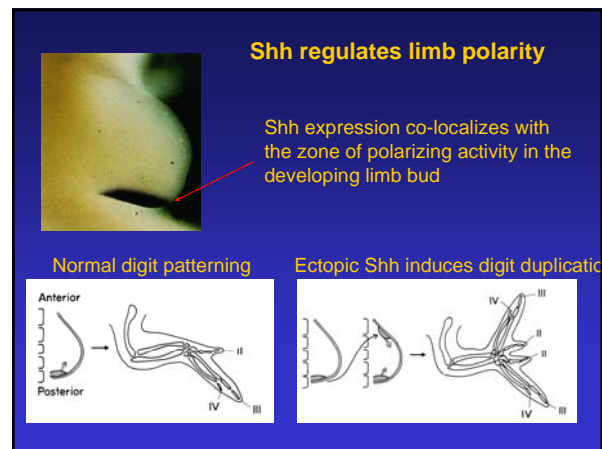 Shh regulates limb polarity
Shh expression co-localizes with
the zone of polarizing activity in the
developing limb bud
Normal digit patterning
Ectopic Shh induces digit duplicatio
Anterior
Posterior
II
III
IV
IV
III
II
II
IV
III